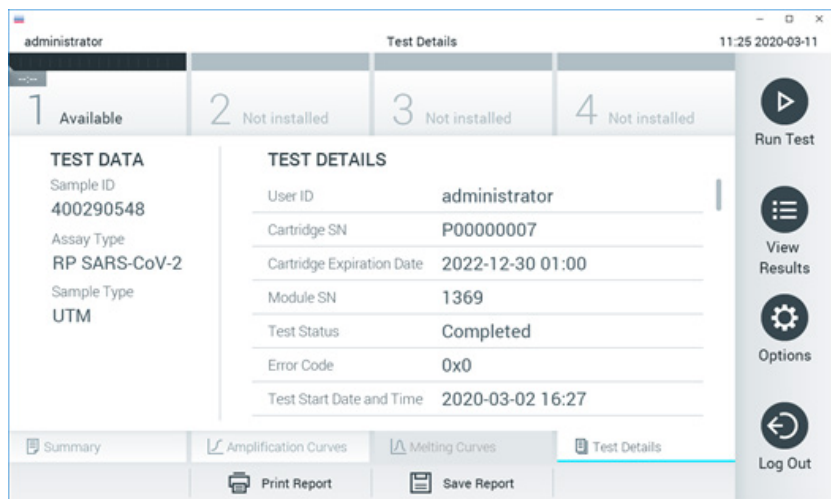 administrator Test Details 11:25 2020-03-11
--:--
1 Available 2 Not installed 3 Not installed 4 Not installed
Run Test
View
Results
Options
Log Out
TEST DATA
Sample ID
400290548
Assay Type
RP SARS-CoV-2
Sample Type
UTM
TEST DETAILS
User ID administrator
Cartridge SN P00000007
Cartridge Expiration Date 2022-12-30 01:00
Module SN 1369
Test Status Completed
Error Code 0x0
Test Start Date and Time 2020-03-02 16:27
Summary Amplification Curves Melting Curves Test Details
Print Report Save Report